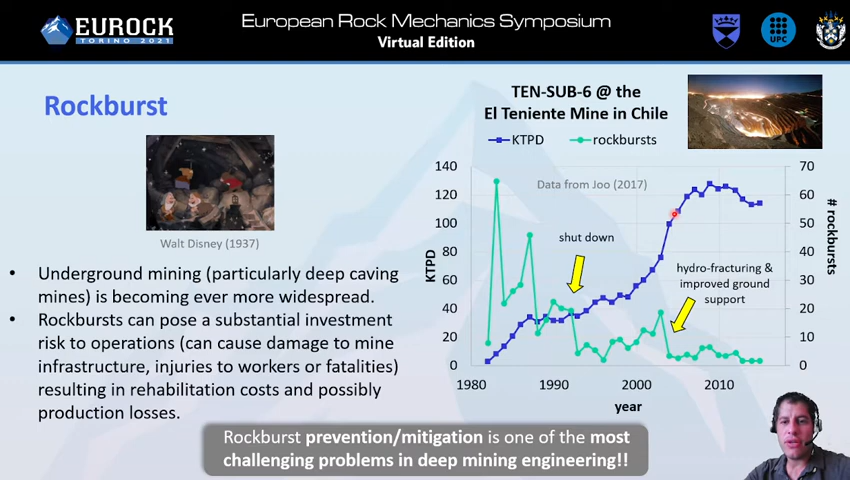 EUROCK
TORINO 2021
European Rock Mechanics Symposium
Virtual Edition
UPC
Rockburst
Walt Disney (1937)
• Underground mining (particularly deep caving
mines) is becoming ever more widespread.
• Rockbursts can pose a substantial investment
risk to operations (can cause damage to mine
infrastructure, injuries to workers or fatalities)
resulting in rehabilitation costs and possibly
production losses.
TEN-SUB-6 @ the
El Teniente Mine in Chile
KTPD
rockbursts
Data from Joo (2017)
shut down
hydro-fracturing &
improved ground
support
KTPD
140
120
100
80
60
40
20
0
# rockbursts
70
60
50
40
30
20
10
0
1980
1990
2000
2010
year
Rockburst prevention/mitigation is one of the most
challenging problems in deep mining engineering!!